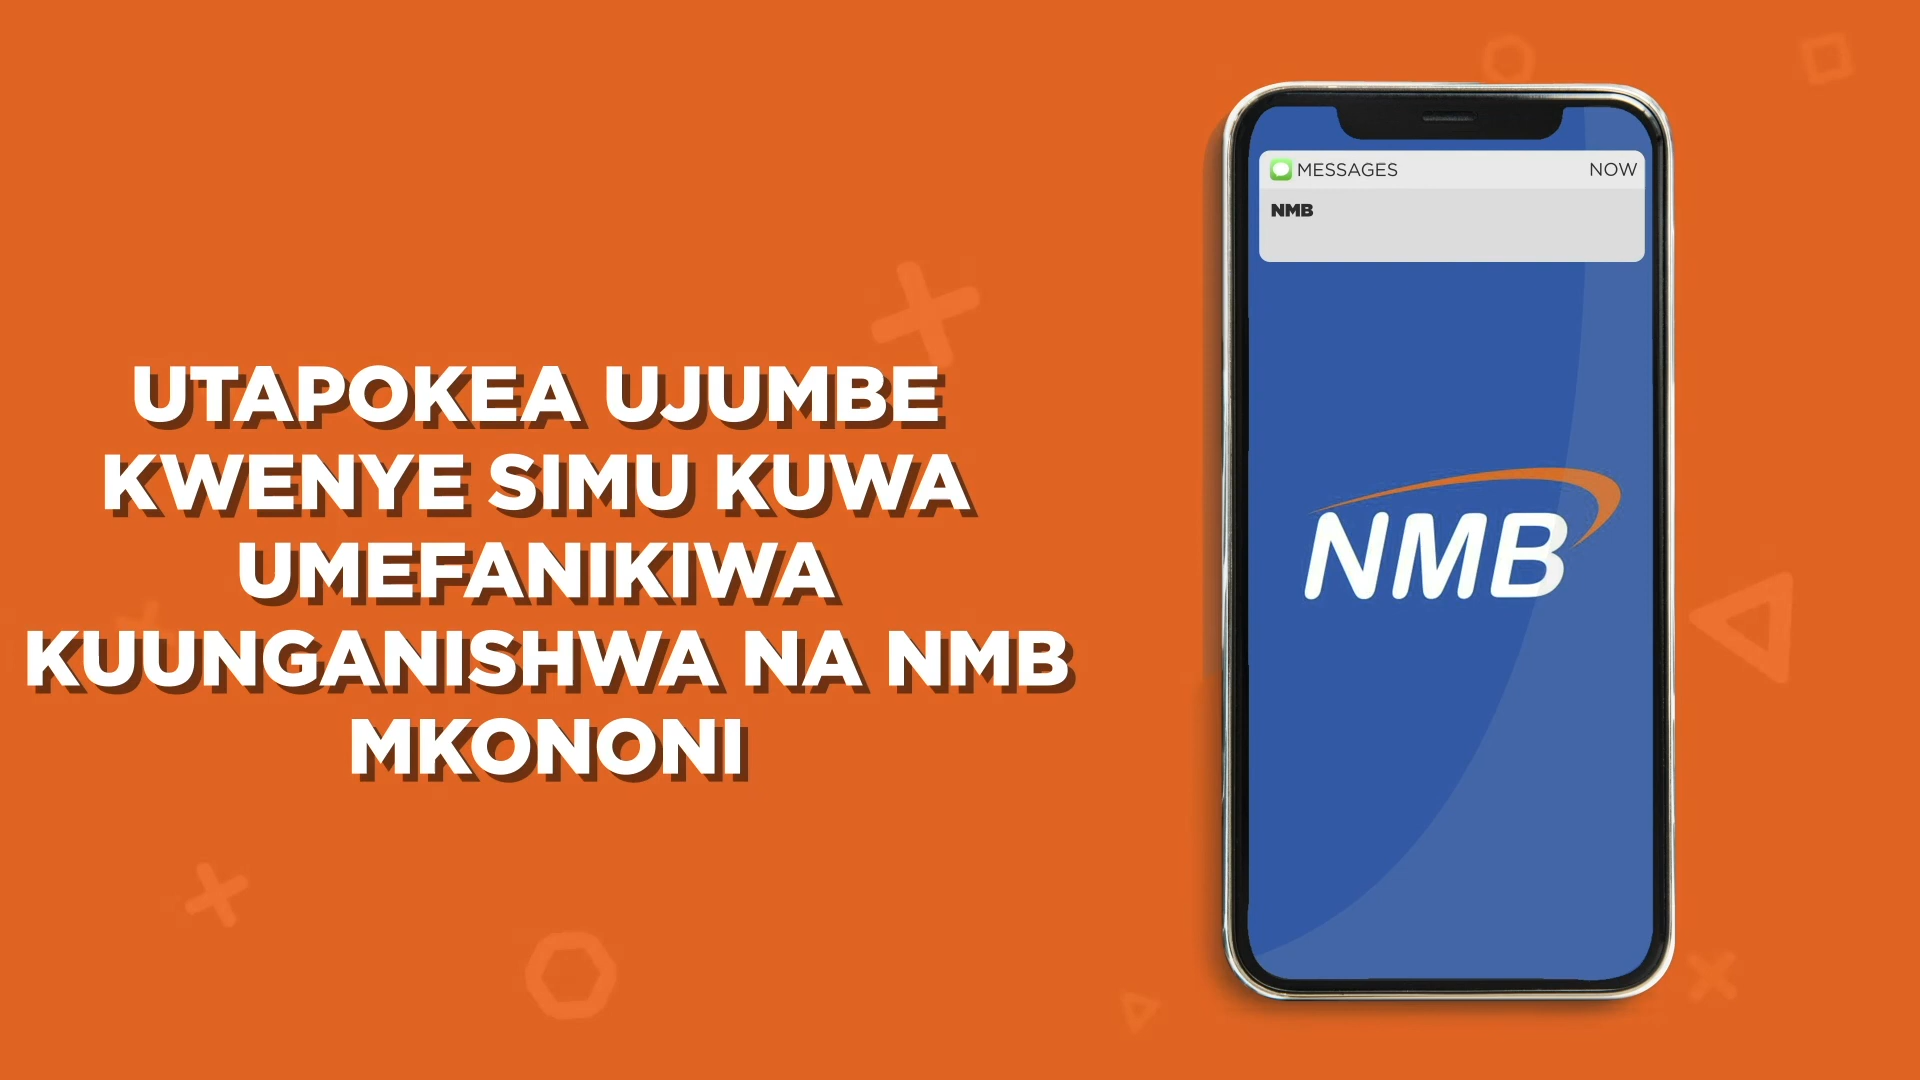 UTAPOKEA UJUMBE
KWENYE SIMU KUWA
UMEFANIKIWA
KUUNGANISHWA NA NMB
MKONONI
MESSAGES NOW
NMB
NMB